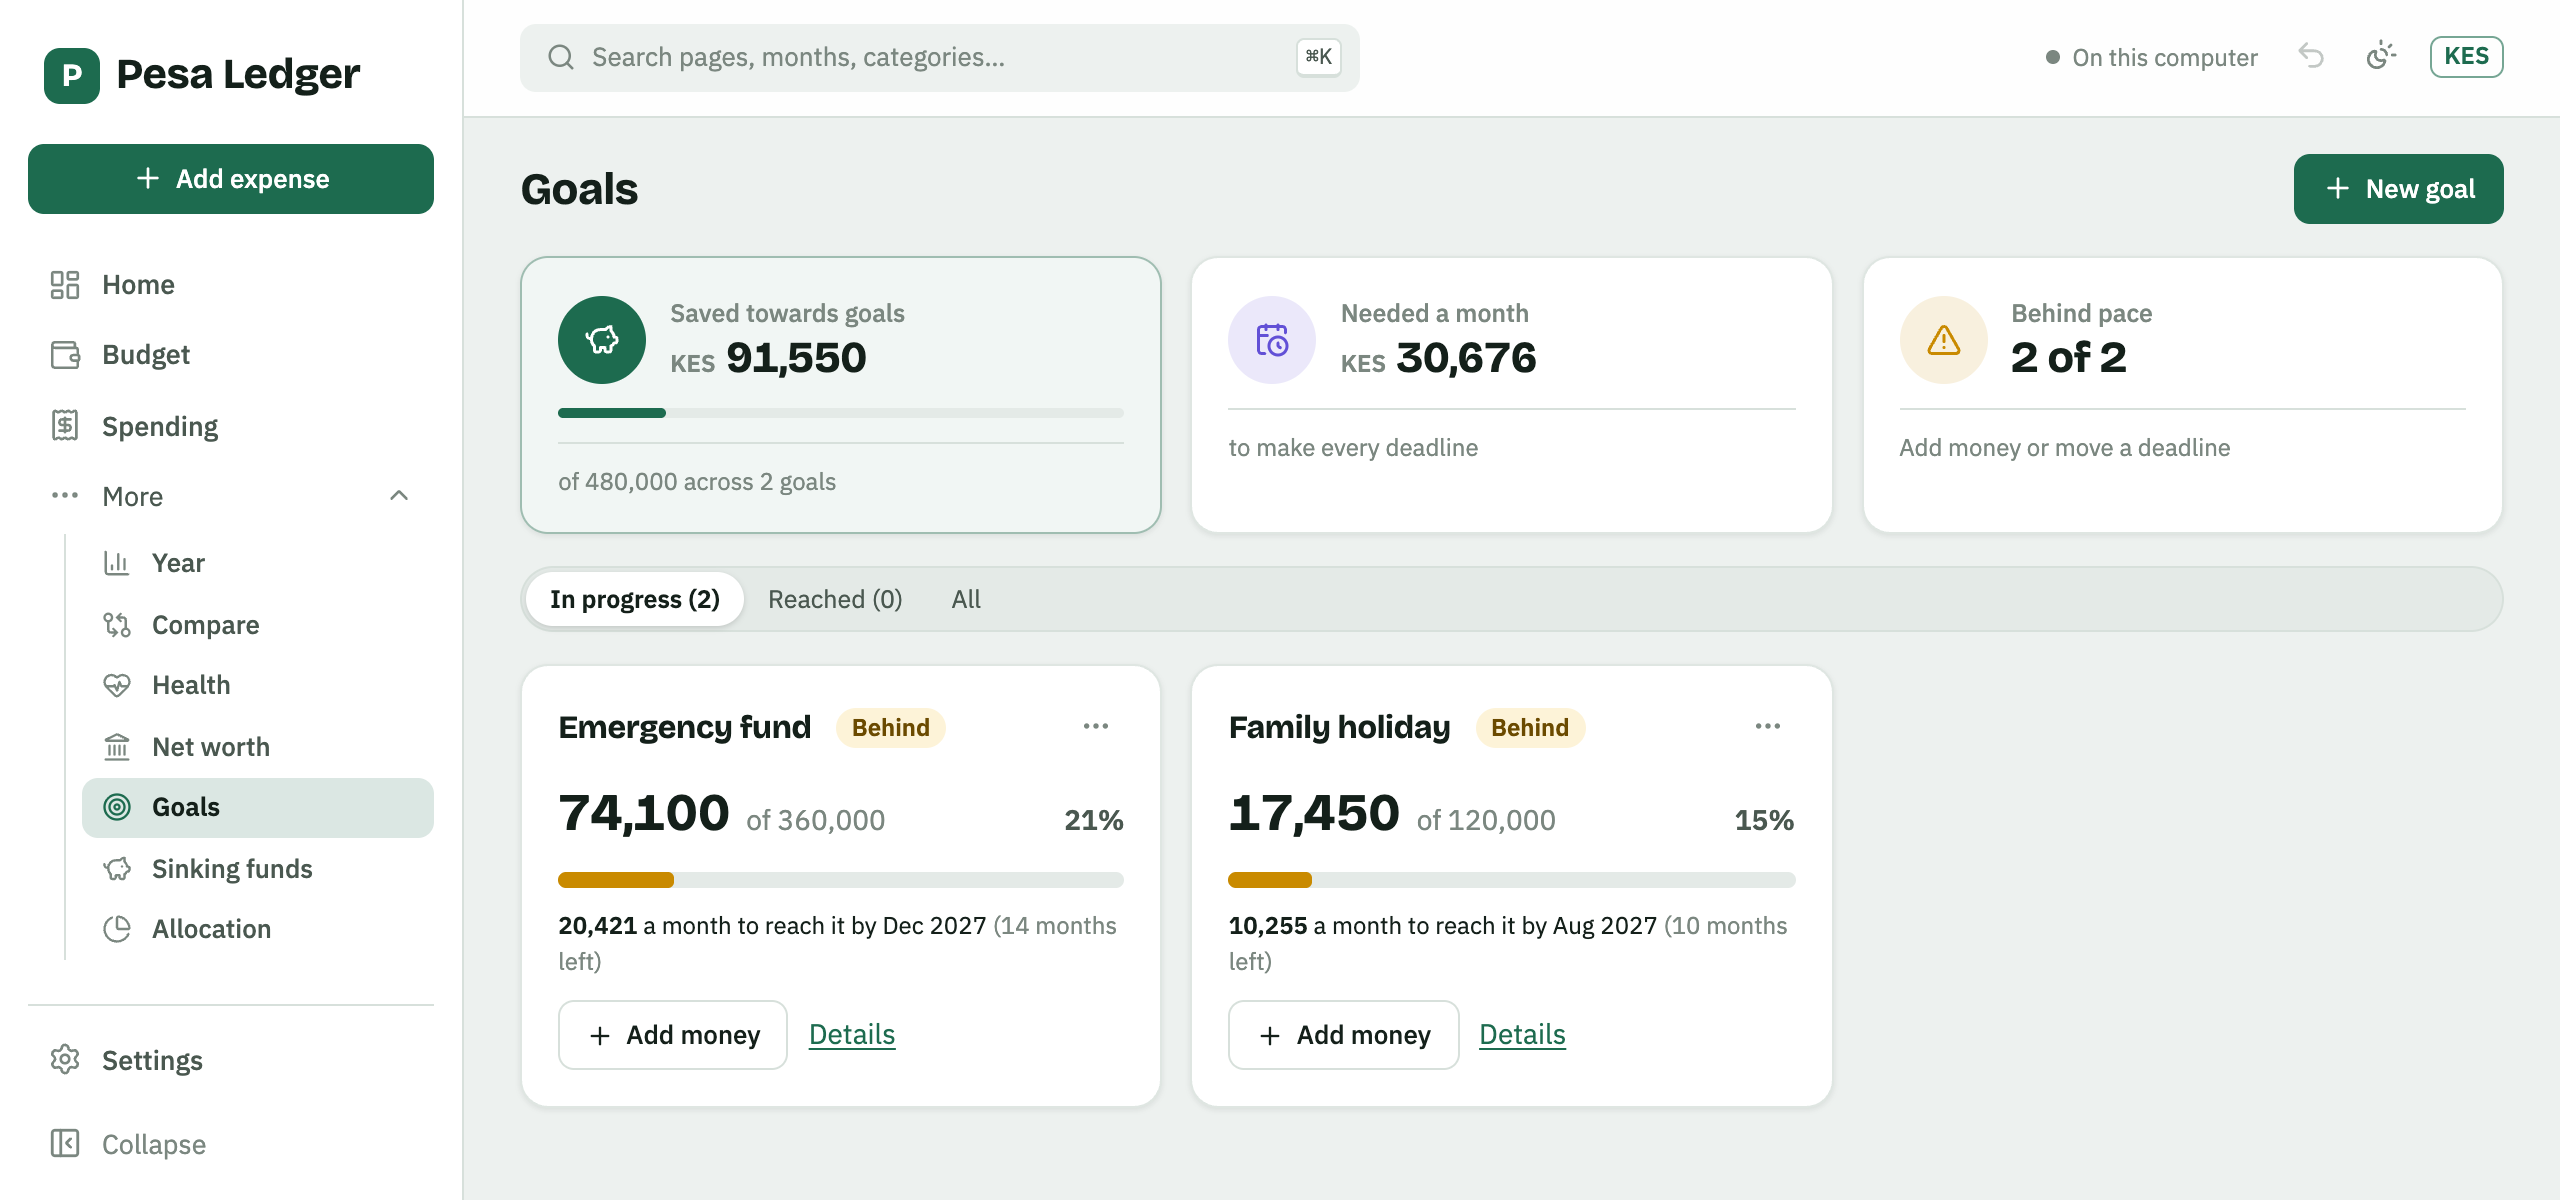 P Pesa Ledger
Search pages, months, categories...
⌘K
On this computer
KES
+ Add expense
Home
Budget
Spending
More
Year
Compare
Health
Net worth
Goals
Sinking funds
Allocation
Settings
Collapse
Goals
+ New goal
Saved towards goals
KES 91,550
of 480,000 across 2 goals
Needed a month
KES 30,676
to make every deadline
Behind pace
2 of 2
Add money or move a deadline
In progress (2)
Reached (0)
All
Emergency fund Behind
74,100 of 360,000 21%
20,421 a month to reach it by Dec 2027 (14 months
left)
+ Add money Details
Family holiday Behind
17,450 of 120,000 15%
10,255 a month to reach it by Aug 2027 (10 months
left)
+ Add money Details